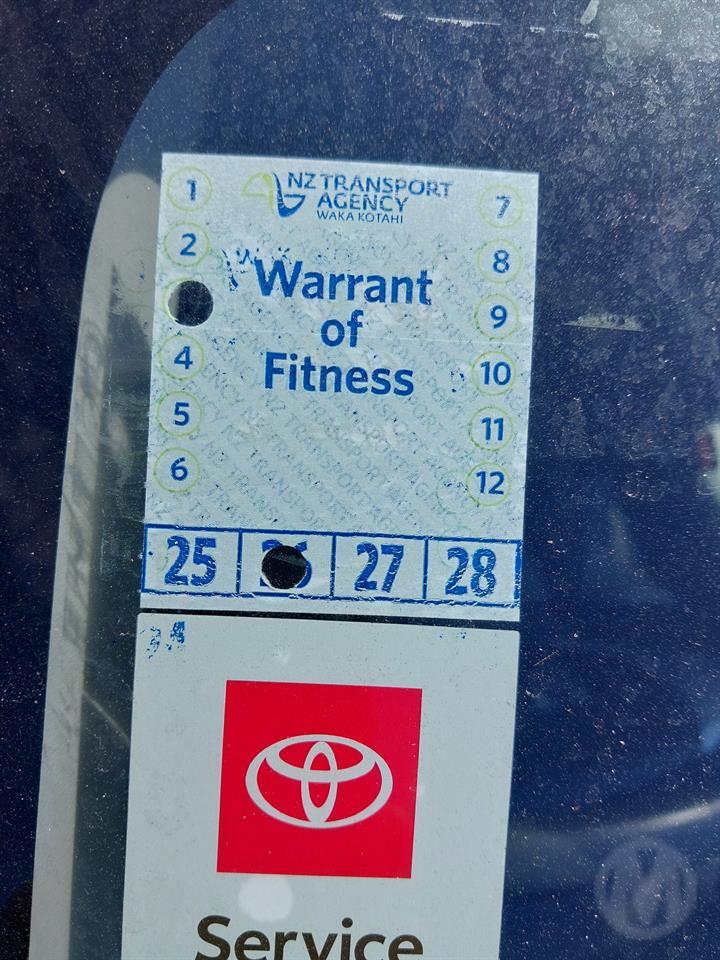 NZ TRANSPORT
AGENCY
WAKA KOTAHI
Warrant
of
Fitness
1
2
4
5
6
7
8
9
10
11
12
25 27 28
Service